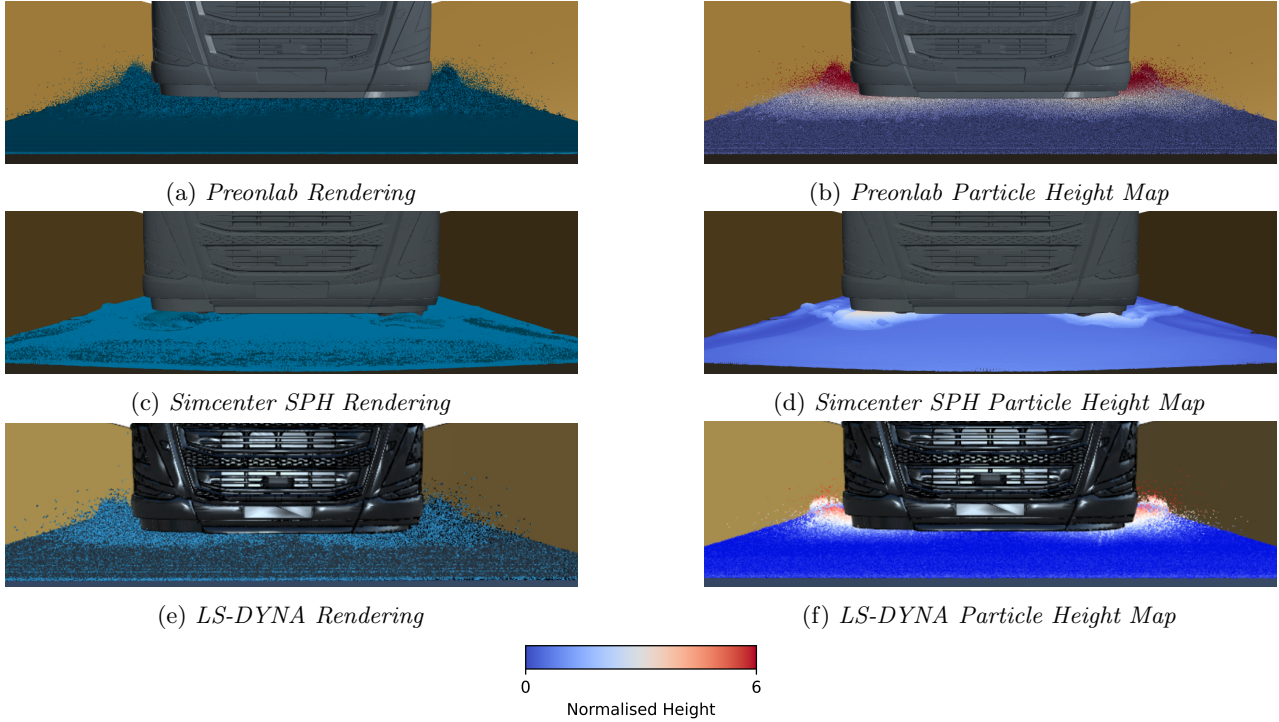 (a) Preonlab Rendering
(b) Preonlab Particle Height Map
(c) Simcenter SPH Rendering
(d) Simcenter SPH Particle Height Map
(e) LS-DYNA Rendering
(f) LS-DYNA Particle Height Map
0 6
Normalised Height